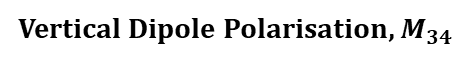 Vertical Dipole Polarisation, M₃₄